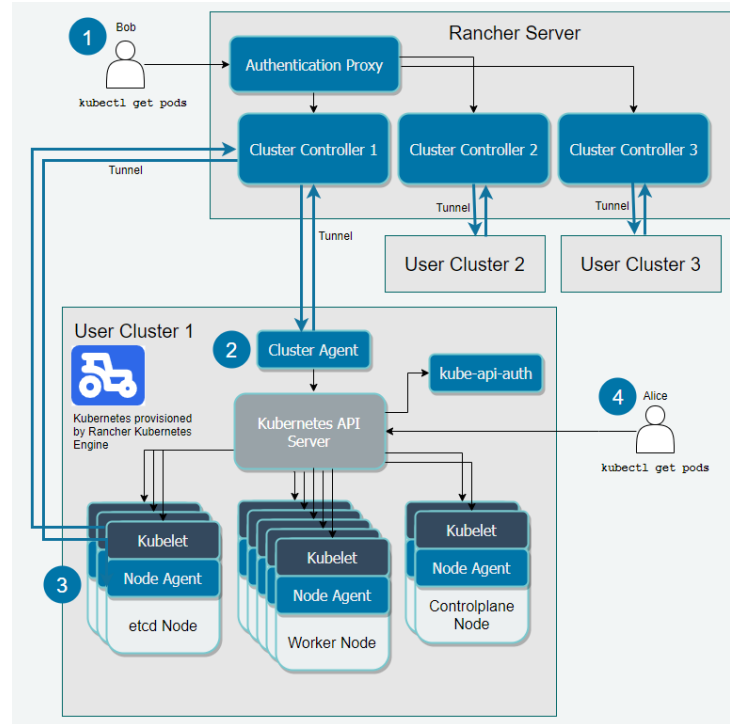 1
Bob
kubectl get pods
Rancher Server
Authentication Proxy
Cluster Controller 1
Cluster Controller 2
Cluster Controller 3
Tunnel
Tunnel
Tunnel
Tunnel
User Cluster 2
User Cluster 3
User Cluster 1
Kubernetes provisioned
by Rancher Kubernetes
Engine
2
Cluster Agent
kube-api-auth
Kubernetes API
Server
4
Alice
kubectl get pods
3
Kubelet
Node Agent
etcd Node
Kubelet
Node Agent
Worker Node
Kubelet
Node Agent
Controlplane
Node